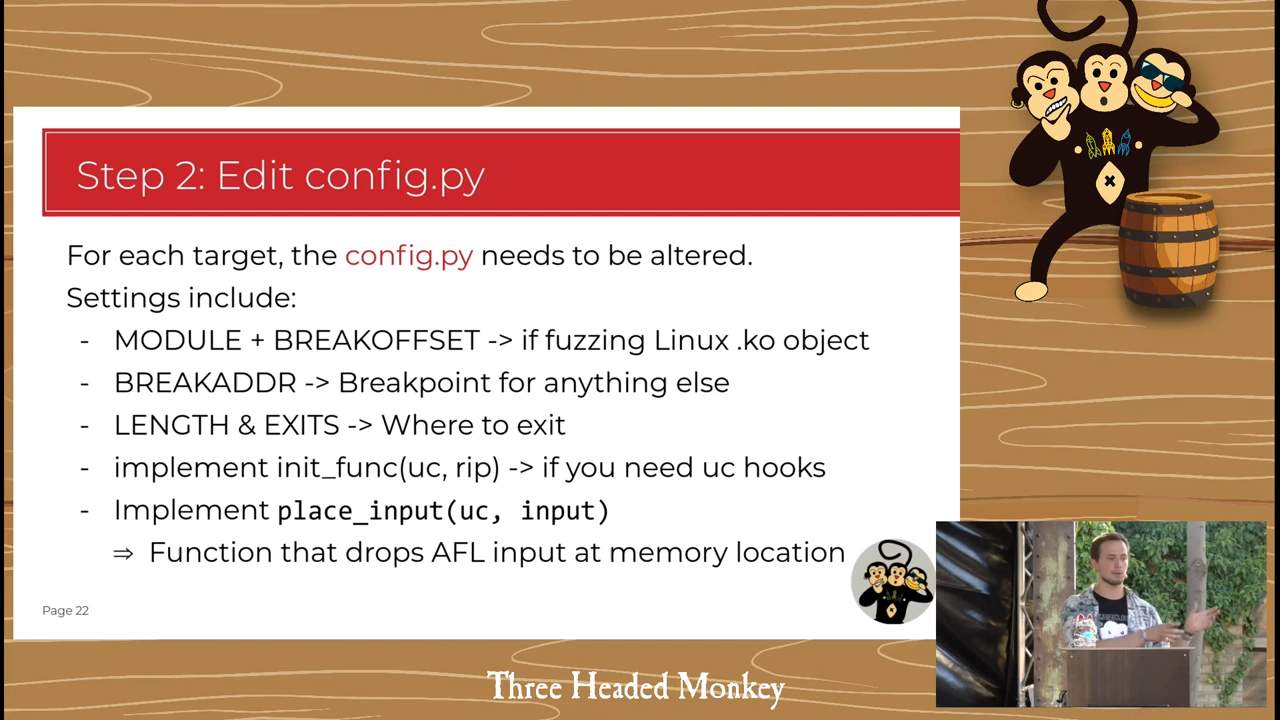 Step 2: Edit config.py
For each target, the config.py needs to be altered.
Settings include:
- MODULE + BREAKOFFSET -> if fuzzing Linux .ko object
- BREAKADDR -> Breakpoint for anything else
- LENGTH & EXITS -> Where to exit
- implement init_func(uc, rip) -> if you need uc hooks
- Implement place_input(uc, input)
⇒ Function that drops AFL input at memory location
Page 22
Three Headed Monkey